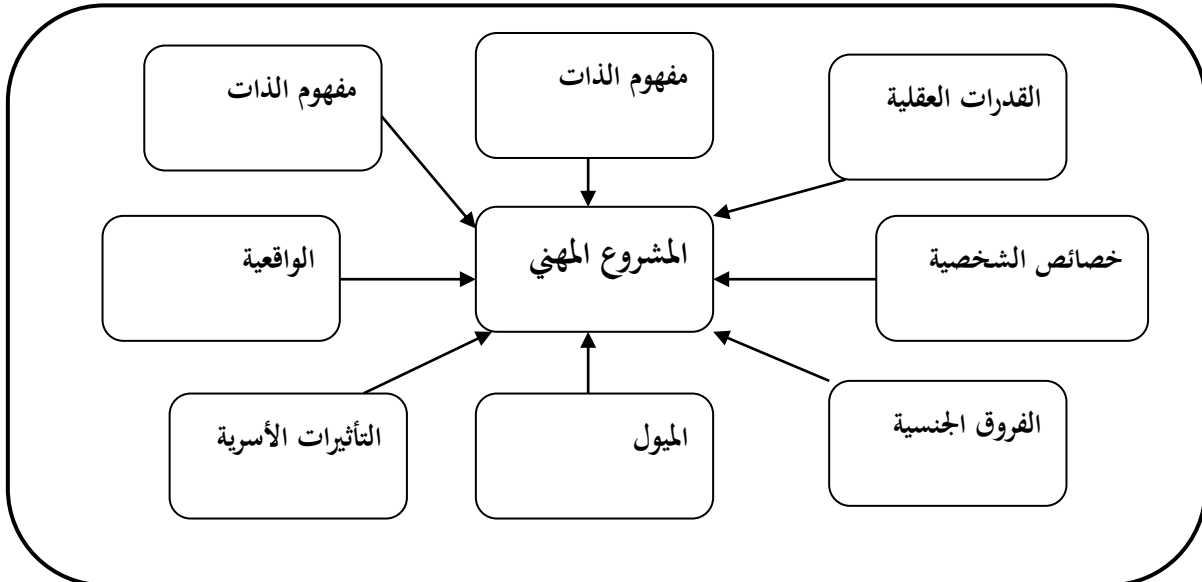 القدرات العقلية
مفهوم الذات
مفهوم الذات
خصائص الشخصية
المشروع المهني
الواقعية
الفروق الجنسية
الميول
التأثيرات الأسرية